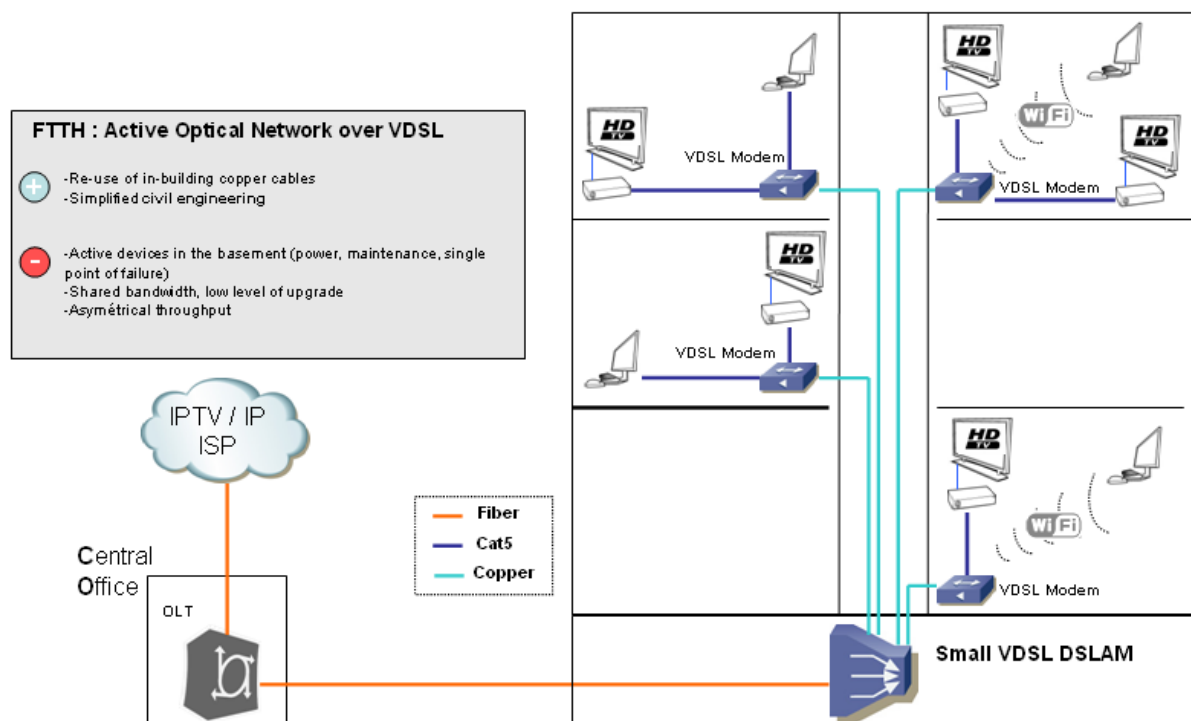 FTTH : Active Optical Network over VDSL
+
-Re-use of in-building copper cables
-Simplified civil engineering
-
-Active devices in the basement (power, maintenance, single
point of failure)
-Shared bandwidth, low level of upgrade
-Asymétrical throughput
IPTV / IP
ISP
Central
Office
OLT
Fiber
Cat5
Copper
HD
TV
VDSL Modem
HD
TV
WiFi
HD
TV
VDSL Modem
HD
TV
VDSL Modem
HD
TV
WiFi
VDSL Modem
Small VDSL DSLAM